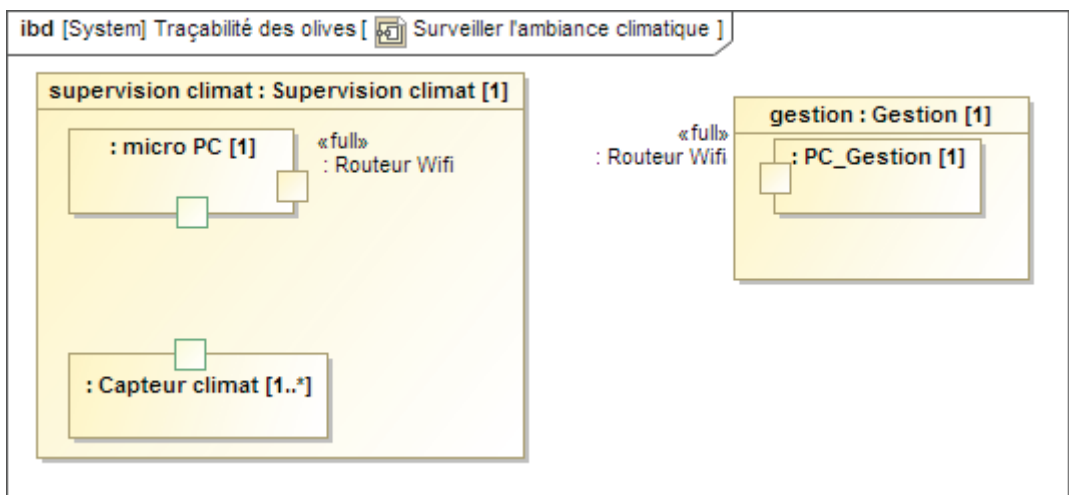 ibd [System] Traçabilité des olives [ Surveiller l'ambiance climatique ]
supervision climat : Supervision climat [1]
: micro PC [1]
«full»
: Routeur Wifi
: Capteur climat [1..*]
«full»
: Routeur Wifi
gestion : Gestion [1]
: PC_Gestion [1]